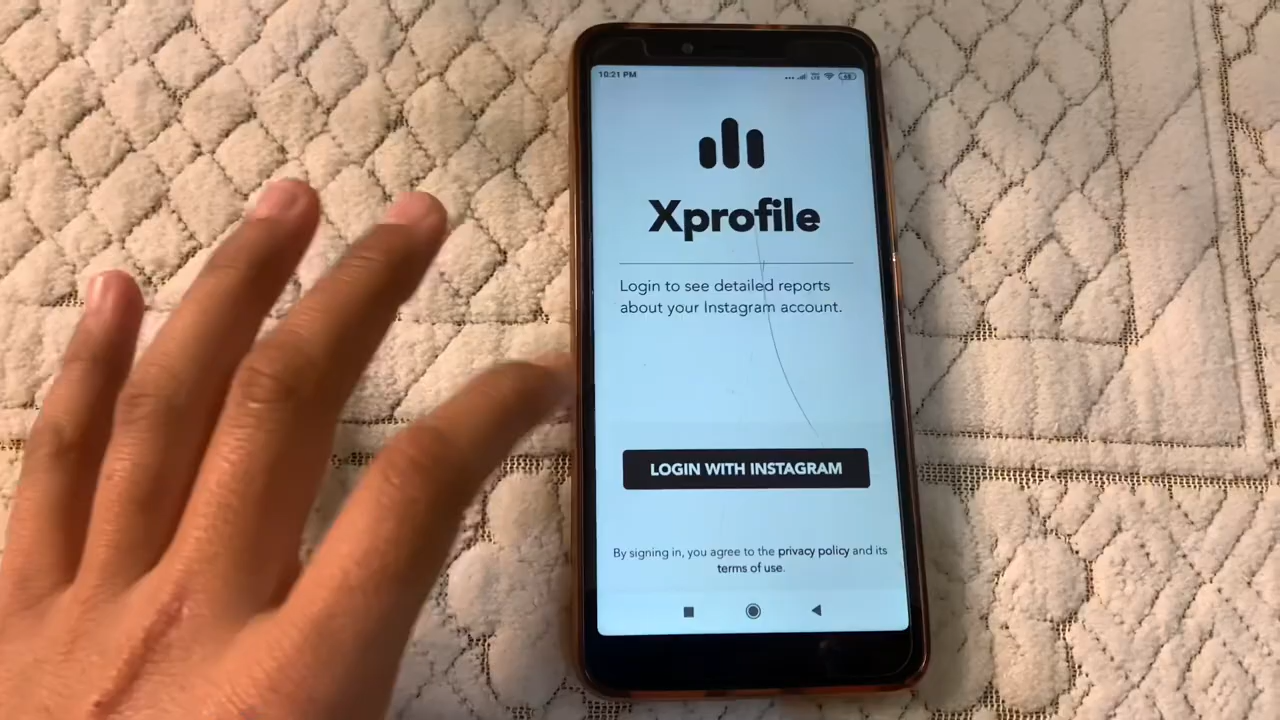 10:21 PM
Xprofile
Login to see detailed reports
about your Instagram account.
LOGIN WITH INSTAGRAM
By signing in, you agree to the privacy policy and its
terms of use.